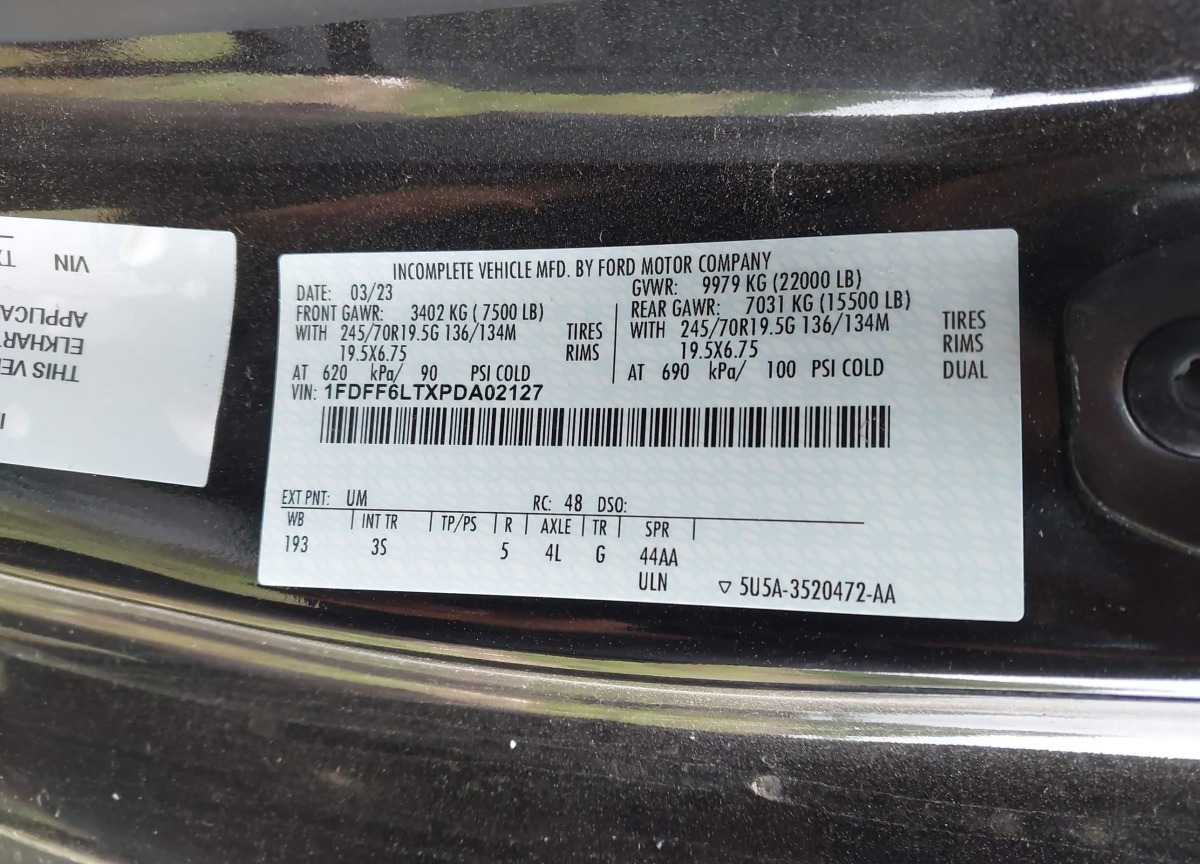 INCOMPLETE VEHICLE MFD. BY FORD MOTOR COMPANY
DATE: 03/23 GVWR: 9979 KG (22000 LB)
FRONT GAWR: 3402 KG ( 7500 LB) REAR GAWR: 7031 KG (15500 LB)
WITH 245/70R19.5G 136/134M TIRES WITH 245/70R19.5G 136/134M TIRES
19.5X6.75 RIMS 19.5X6.75 RIMS
AT 620 kPa/ 90 PSI COLD AT 690 kPa/ 100 PSI COLD DUAL
VIN: 1FDFF6LTXPDA02127
EXT PNT: UM RC: 48 DSO:
WB INT TR TP/PS R AXLE TR SPR
193 3S 5 4L G 44AA
ULN ▽ 5U5A-3520472-AA
THIS VE
ELKHART
APPLICA
VIN